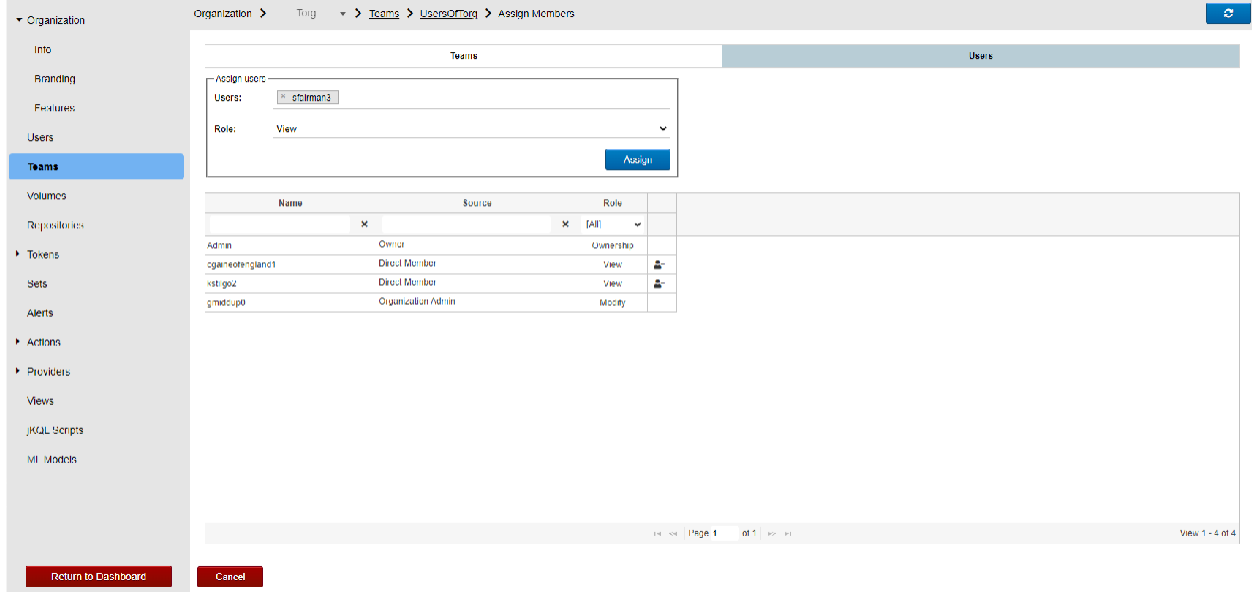 Organization
Info
Branding
Features
Users
Teams
Volumes
Repositories
Tokens
Sets
Alerts
Actions
Providers
Views
jKQL Scripts
ML Models
Return to Dashboard
Organization > Torg > Teams > UsersOfTorg > Assign Members
Teams Users
Assign users
Users: × sfairman3
Role: View
Assign
Name Source Role
× × [All]
Admin Owner Ownership
cgaineofengland1 Direct Member View
Direct Member View
gmiddup0 Organization Admin Modify
Page 1 of 1
View 1 - 4 of 4
Cancel